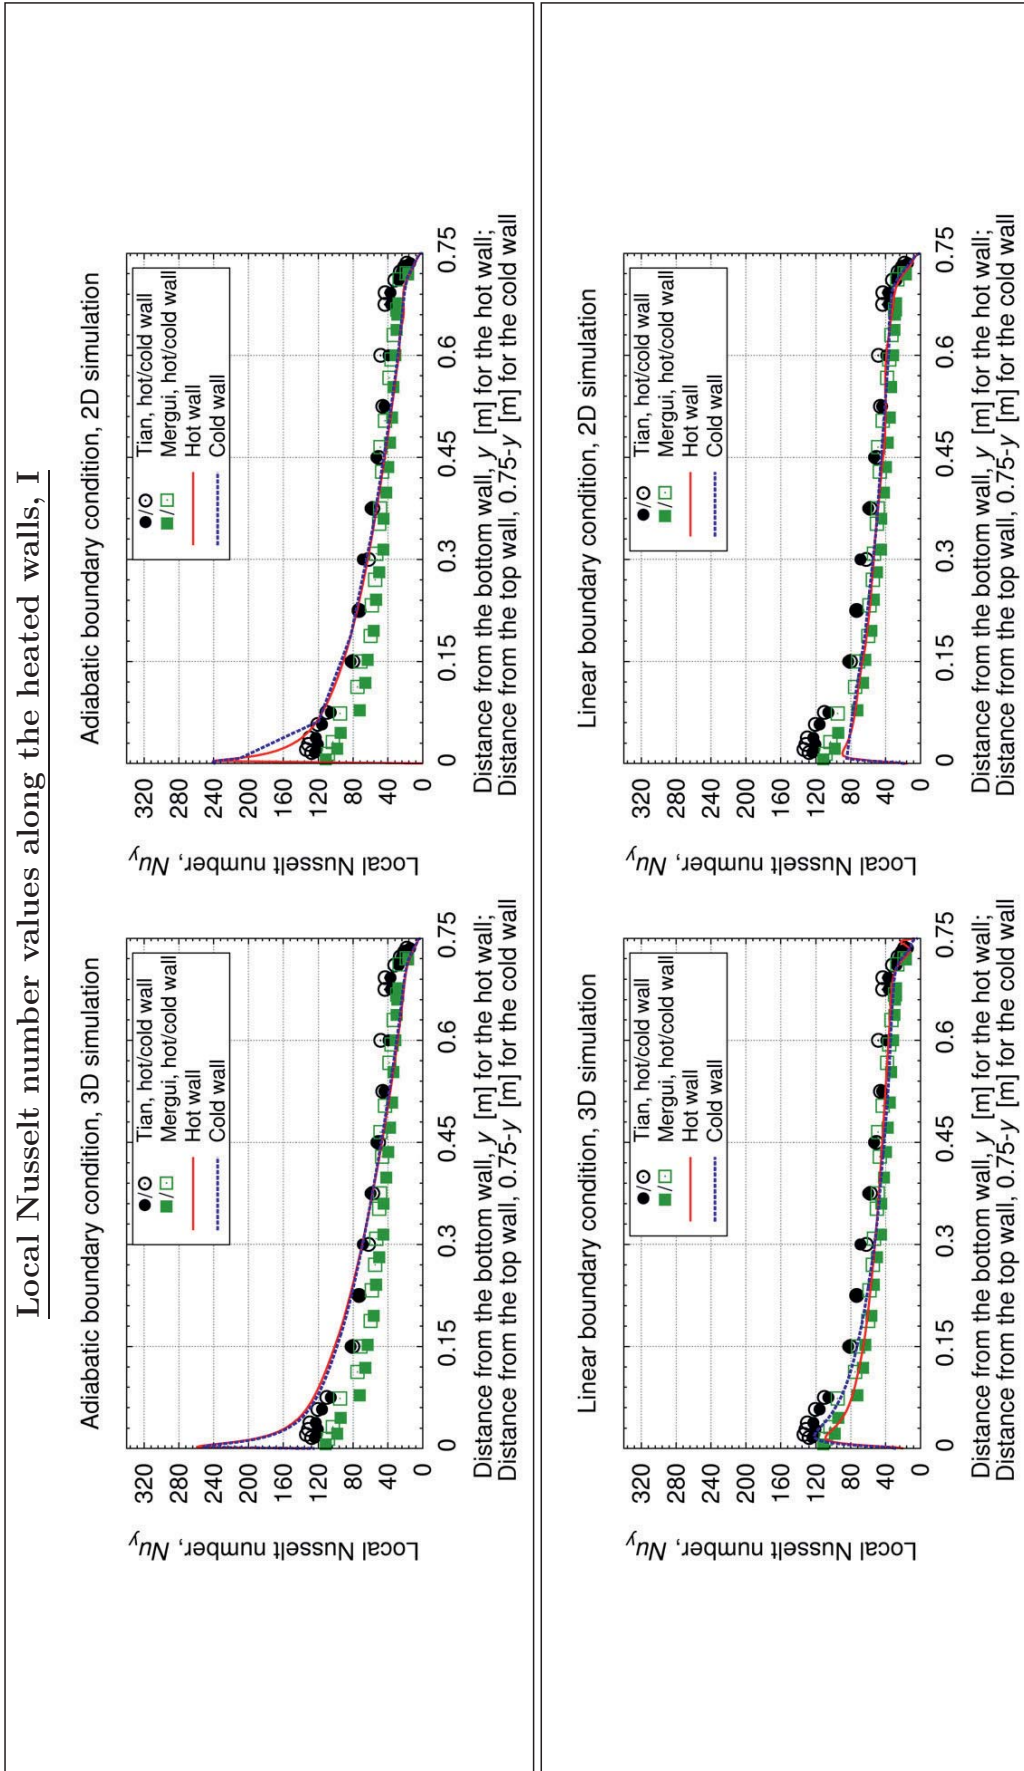 Local Nusselt number values along the heated walls, I
Adiabatic boundary condition, 3D simulation
Local Nusselt number, Nu_y
320
280
240
200
160
120
80
40
0
Tian, hot/cold wall
Mergui, hot/cold wall
Hot wall
Cold wall
0 0.15 0.3 0.45 0.6 0.75
Distance from the bottom wall, y [m] for the hot wall;
Distance from the top wall, 0.75-y [m] for the cold wall
Adiabatic boundary condition, 2D simulation
Local Nusselt number, Nu_y
320
280
240
200
160
120
80
40
0
Tian, hot/cold wall
Mergui, hot/cold wall
Hot wall
Cold wall
0 0.15 0.3 0.45 0.6 0.75
Distance from the bottom wall, y [m] for the hot wall;
Distance from the top wall, 0.75-y [m] for the cold wall
Linear boundary condition, 3D simulation
Local Nusselt number, Nu_y
320
280
240
200
160
120
80
40
0
Tian, hot/cold wall
Mergui, hot/cold wall
Hot wall
Cold wall
0 0.15 0.3 0.45 0.6 0.75
Distance from the bottom wall, y [m] for the hot wall;
Distance from the top wall, 0.75-y [m] for the cold wall
Linear boundary condition, 2D simulation
Local Nusselt number, Nu_y
320
280
240
200
160
120
80
40
0
Tian, hot/cold wall
Mergui, hot/cold wall
Hot wall
Cold wall
0 0.15 0.3 0.45 0.6 0.75
Distance from the bottom wall, y [m] for the hot wall;
Distance from the top wall, 0.75-y [m] for the cold wall